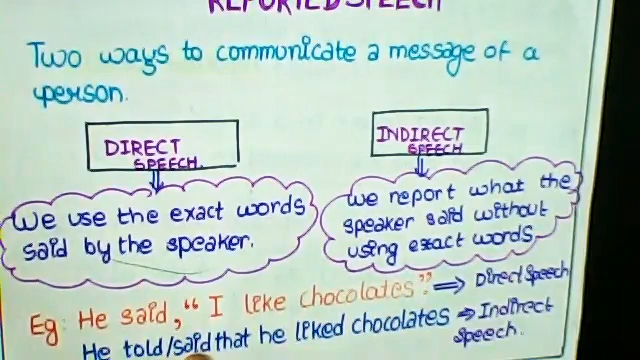 REPORTED SPEECH
Two ways to communicate a message of a
person.
DIRECT
SPEECH.
INDIRECT
SPEECH
We use the exact words
said by the speaker.
We report what the
speaker said without
using exact words
Eg: He said, “I like chocolates”. ⇒ Direct Speech
He told/said that he liked chocolates ⇒ Indirect
Speech.